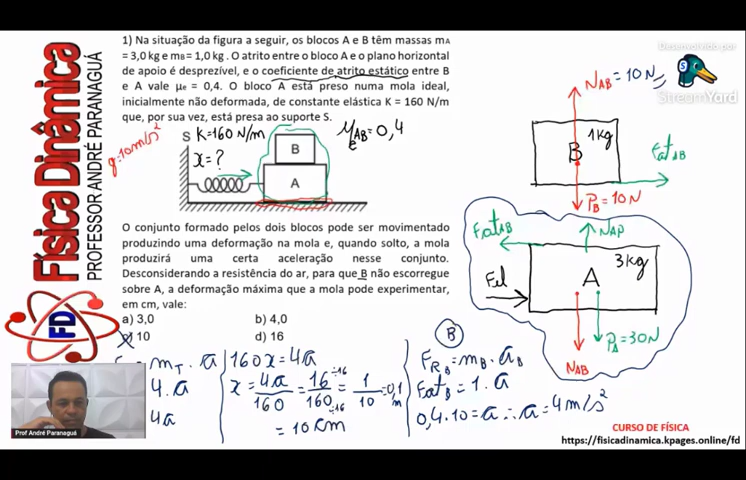 Física Dinâmica
PROFESSOR ANDRÉ PARANAGUÁ
FD
1) Na situação da figura a seguir, os blocos A e B têm massas mA
= 3,0 kg e mB= 1,0 kg . O atrito entre o bloco A e o plano horizontal
de apoio é desprezível, e o coeficiente de atrito estático entre B
e A vale μe = 0,4. O bloco A está preso numa mola ideal,
inicialmente não deformada, de constante elástica K = 160 N/m
que, por sua vez, está presa ao suporte S.
g=10m/s²
S K=160 N/m
x=?
B
A
μeAB=0,4
O conjunto formado pelos dois blocos pode ser movimentado
produzindo uma deformação na mola e, quando solto, a mola
produzirá uma certa aceleração nesse conjunto.
Desconsiderando a resistência do ar, para que B não escorregue
sobre A, a deformação máxima que a mola pode experimentar,
em cm, vale:
a) 3,0 b) 4,0
c) 10 d) 16
= mT . a
4. a
4a
160x=4a
x = 4a/160 = 16÷16/160÷16 = 1/10 = 0,1 m
= 10 cm
B
FRB = mB . aB
FatB = 1. a
0,4.10=a ∴ a=4m/s²
Desenvolvido por
StreamYard
NAB=10N
1kg
B
FatAB
PB=10N
FatAB
NAP
3kg
Fel
A
PA=30N
NAB
Prof André Paranaguá
CURSO DE FÍSICA
https://fisicadinamica.kpages.online/fd